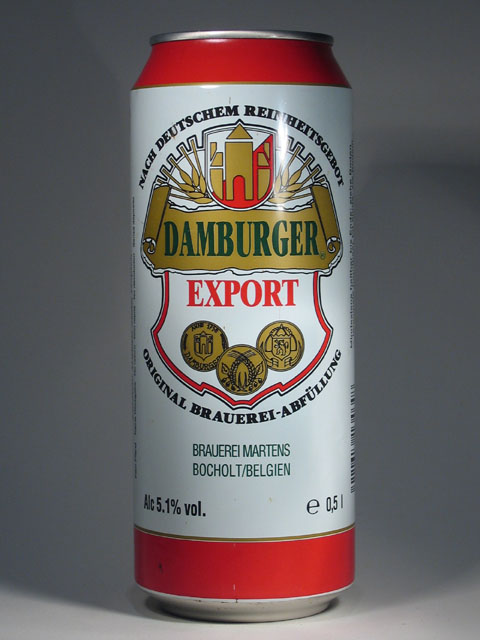 NACH DEUTSCHEM REINHEITSGEBOT
DAMBURGER
EXPORT
ORIGINAL BRAUEREI-ABFÜLLUNG
BRAUEREI MARTENS
BOCHOLT/BELGIEN
Alc 5.1% vol.
℮ 0,5 l